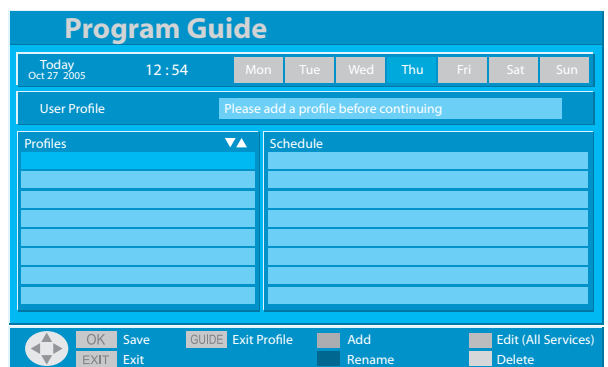 Program Guide
Today
Oct 27 2005
12:54
Mon Tue Wed Thu Fri Sat Sun
User Profile
Please add a profile before continuing
Profiles
Schedule
OK Save GUIDE Exit Profile Add Edit (All Services)
EXIT Exit Rename Delete